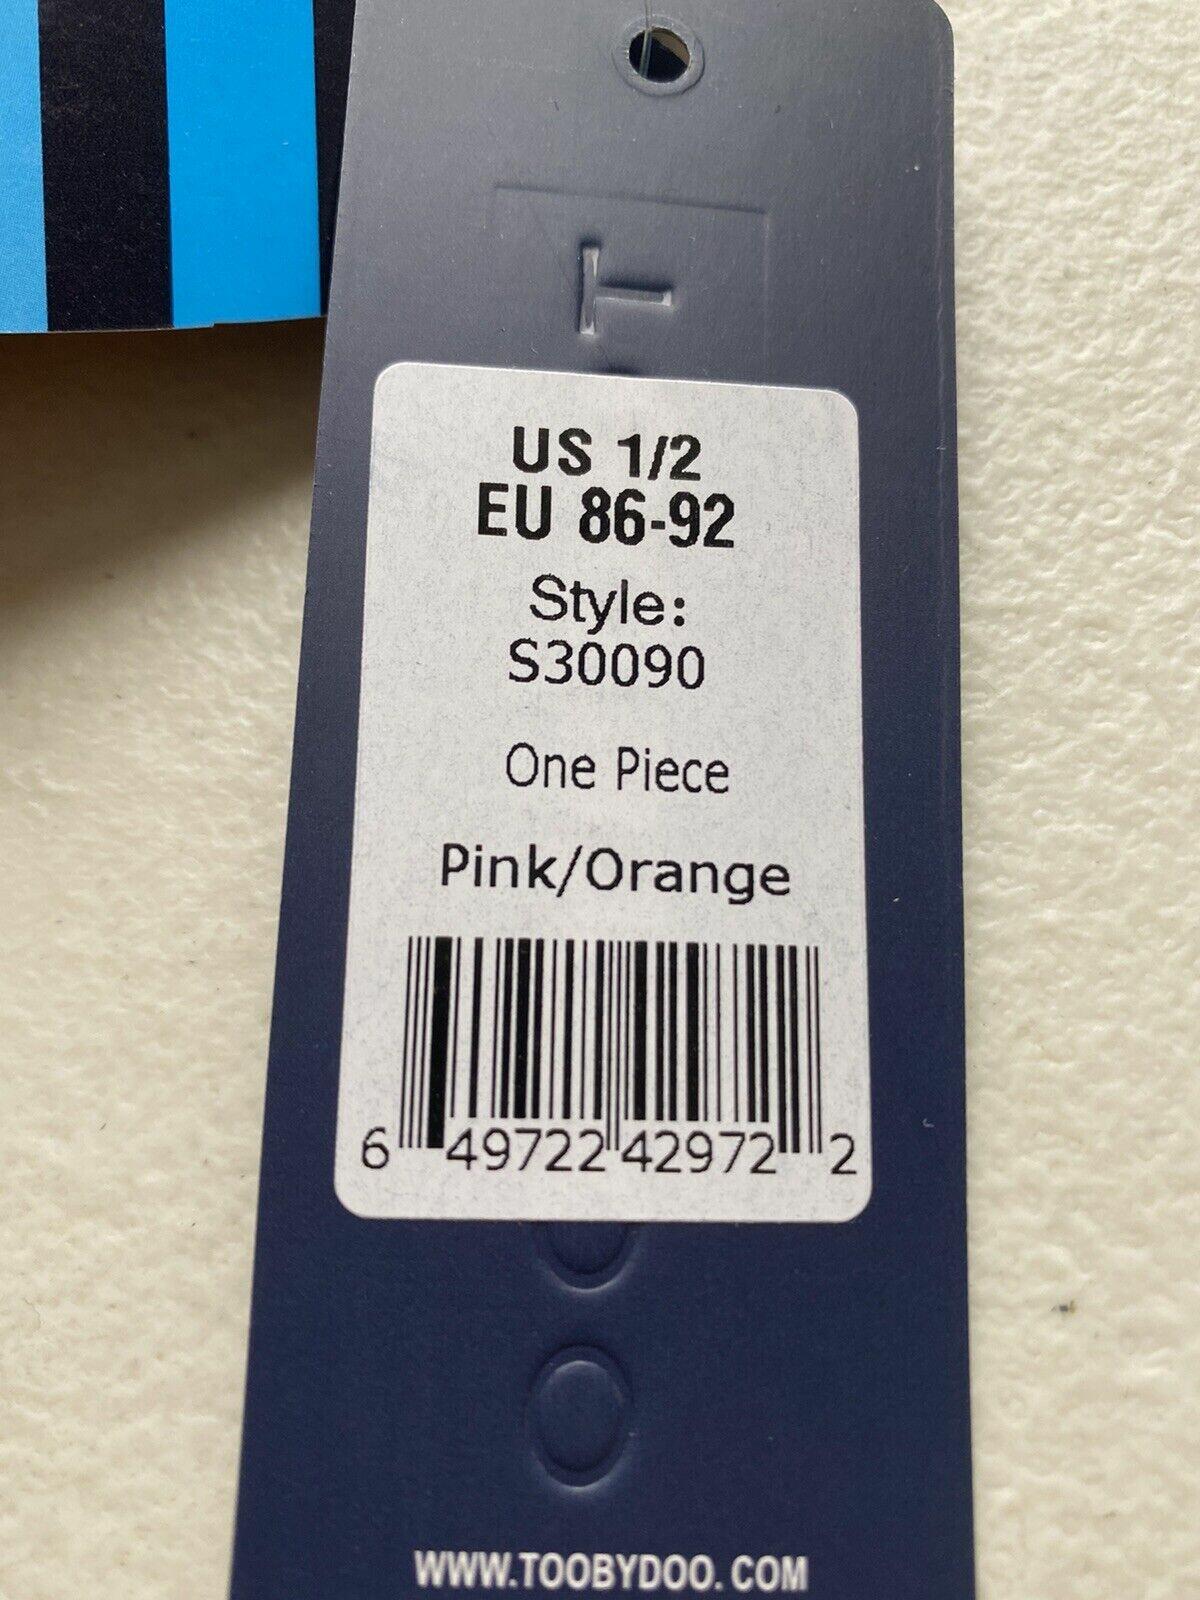 T
US 1/2
EU 86-92
Style:
S30090
One Piece
Pink/Orange
6 49722 42972 2
WWW.TOOBYDOO. COM